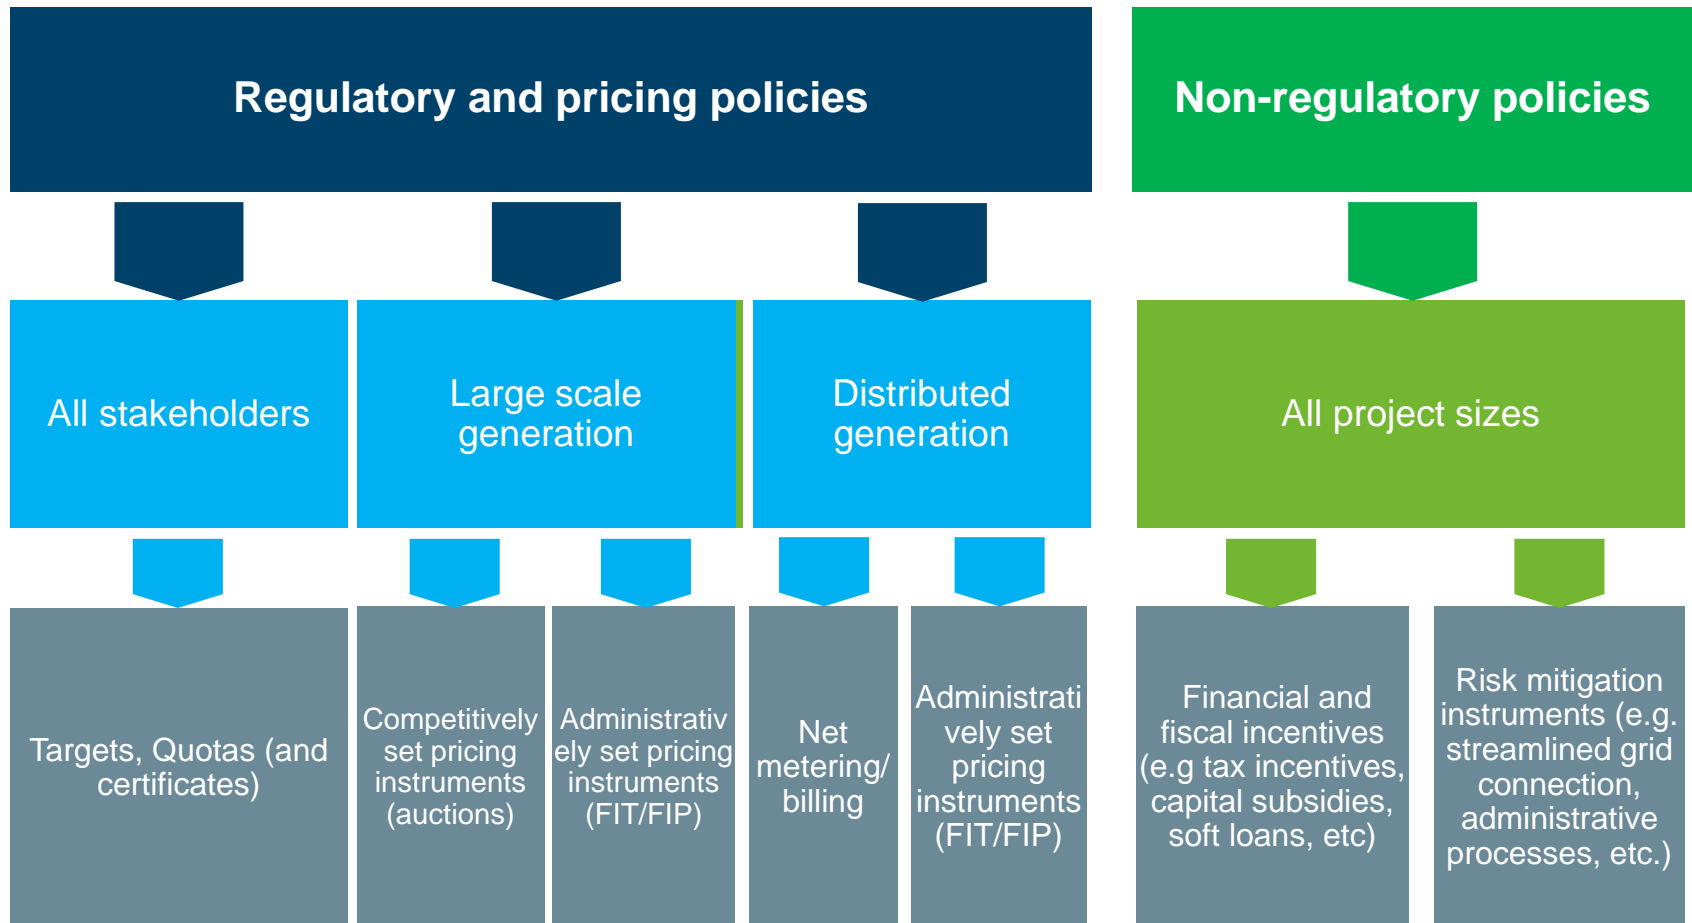 Regulatory and pricing policies
Non-regulatory policies
All stakeholders
Large scale
generation
Distributed
generation
All project sizes
Targets, Quotas (and
certificates)
Competitively
set pricing
instruments
(auctions)
Administrativ
ely set pricing
instruments
(FIT/FIP)
Net
metering/
billing
Administrati
vely set
pricing
instruments
(FIT/FIP)
Financial and
fiscal incentives
(e.g tax incentives,
capital subsidies,
soft loans, etc)
Risk mitigation
instruments (e.g.
streamlined grid
connection,
administrative
processes, etc.)